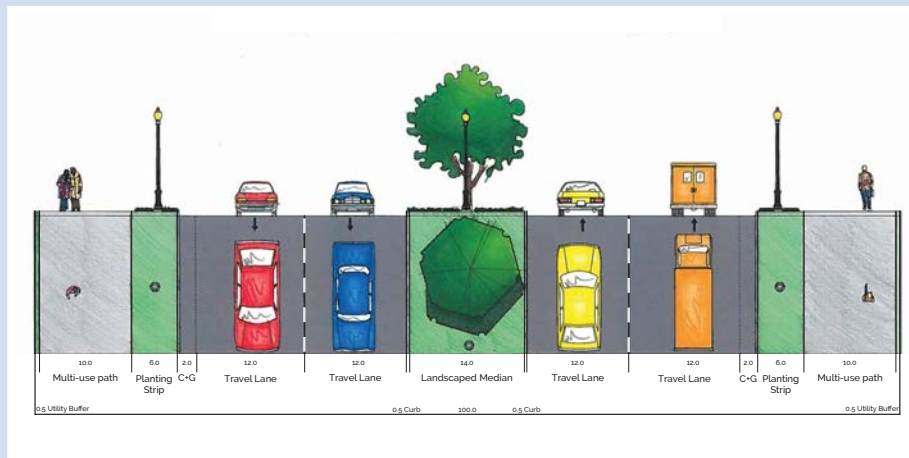 10.0 6.0 2.0 12.0 12.0 14.0 12.0 12.0 2.0 6.0 10.0
Multi-use path Planting Strip C+G Travel Lane Travel Lane Landscaped Median Travel Lane Travel Lane C+G Planting Strip Multi-use path
0.5 Utility Buffer 0.5 Curb 100.0 0.5 Curb 0.5 Utility Buffer